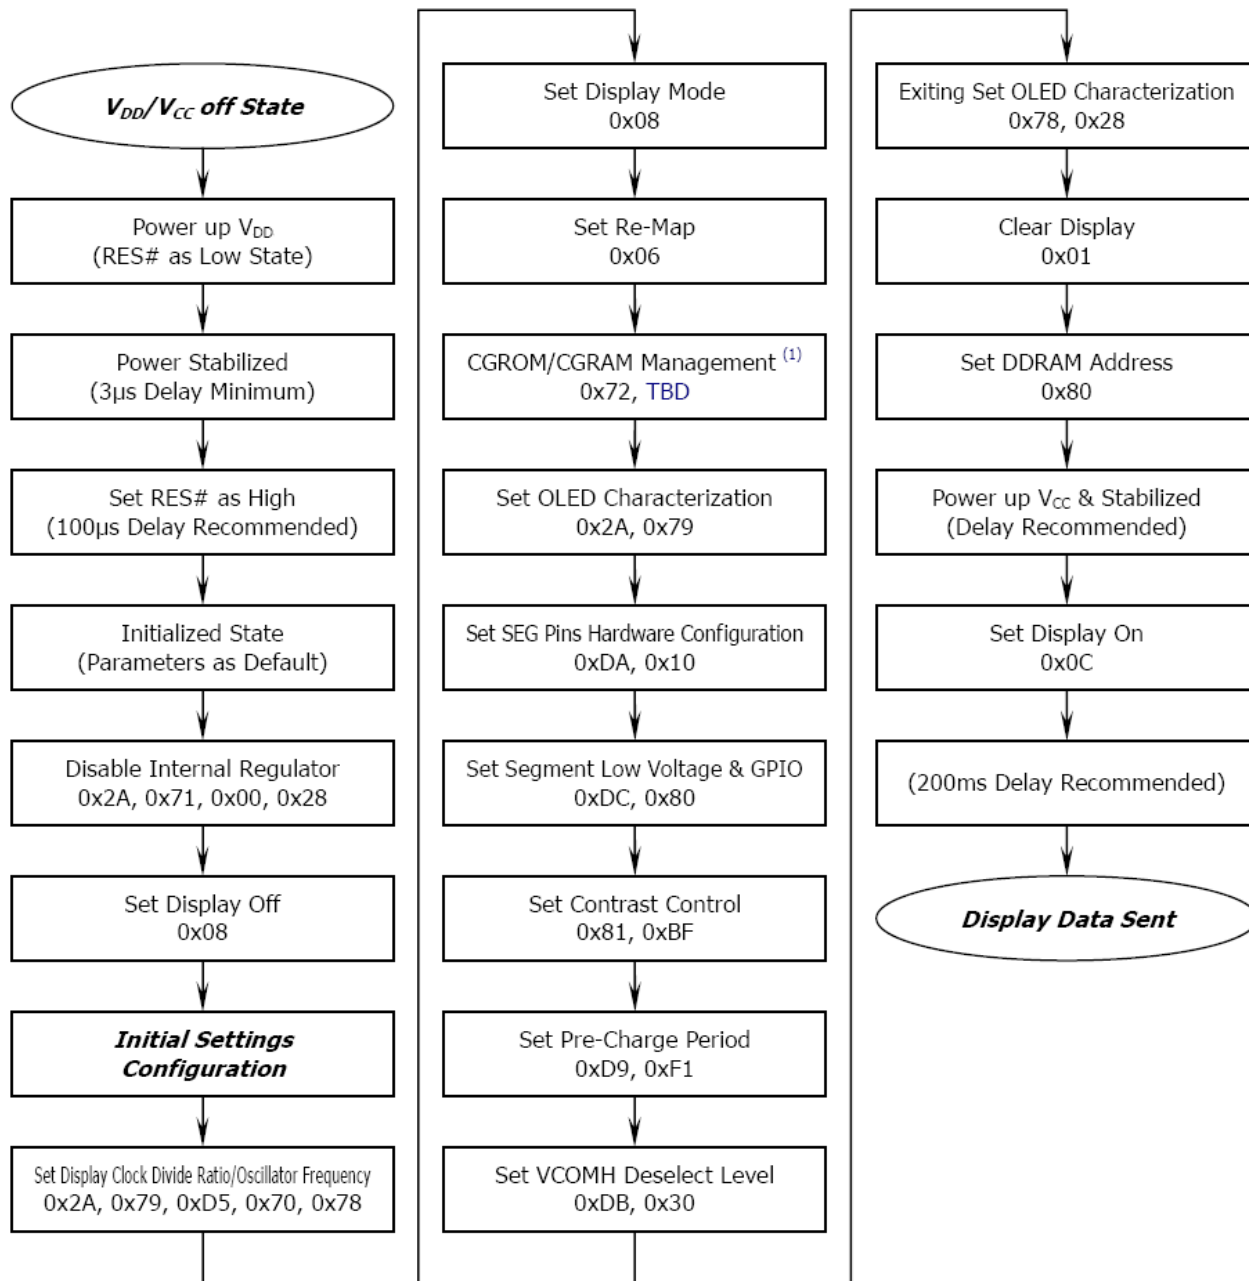 V_DD/V_CC off State
Power up V_DD
(RES# as Low State)
Power Stabilized
(3μs Delay Minimum)
Set RES# as High
(100μs Delay Recommended)
Initialized State
(Parameters as Default)
Disable Internal Regulator
0x2A, 0x71, 0x00, 0x28
Set Display Off
0x08
Initial Settings
Configuration
Set Display Clock Divide Ratio/Oscillator Frequency
0x2A, 0x79, 0xD5, 0x70, 0x78
Set Display Mode
0x08
Set Re-Map
0x06
CGROM/CGRAM Management (1)
0x72, TBD
Set OLED Characterization
0x2A, 0x79
Set SEG Pins Hardware Configuration
0xDA, 0x10
Set Segment Low Voltage & GPIO
0xDC, 0x80
Set Contrast Control
0x81, 0xBF
Set Pre-Charge Period
0xD9, 0xF1
Set VCOMH Deselect Level
0xDB, 0x30
Exiting Set OLED Characterization
0x78, 0x28
Clear Display
0x01
Set DDRAM Address
0x80
Power up V_CC & Stabilized
(Delay Recommended)
Set Display On
0x0C
(200ms Delay Recommended)
Display Data Sent